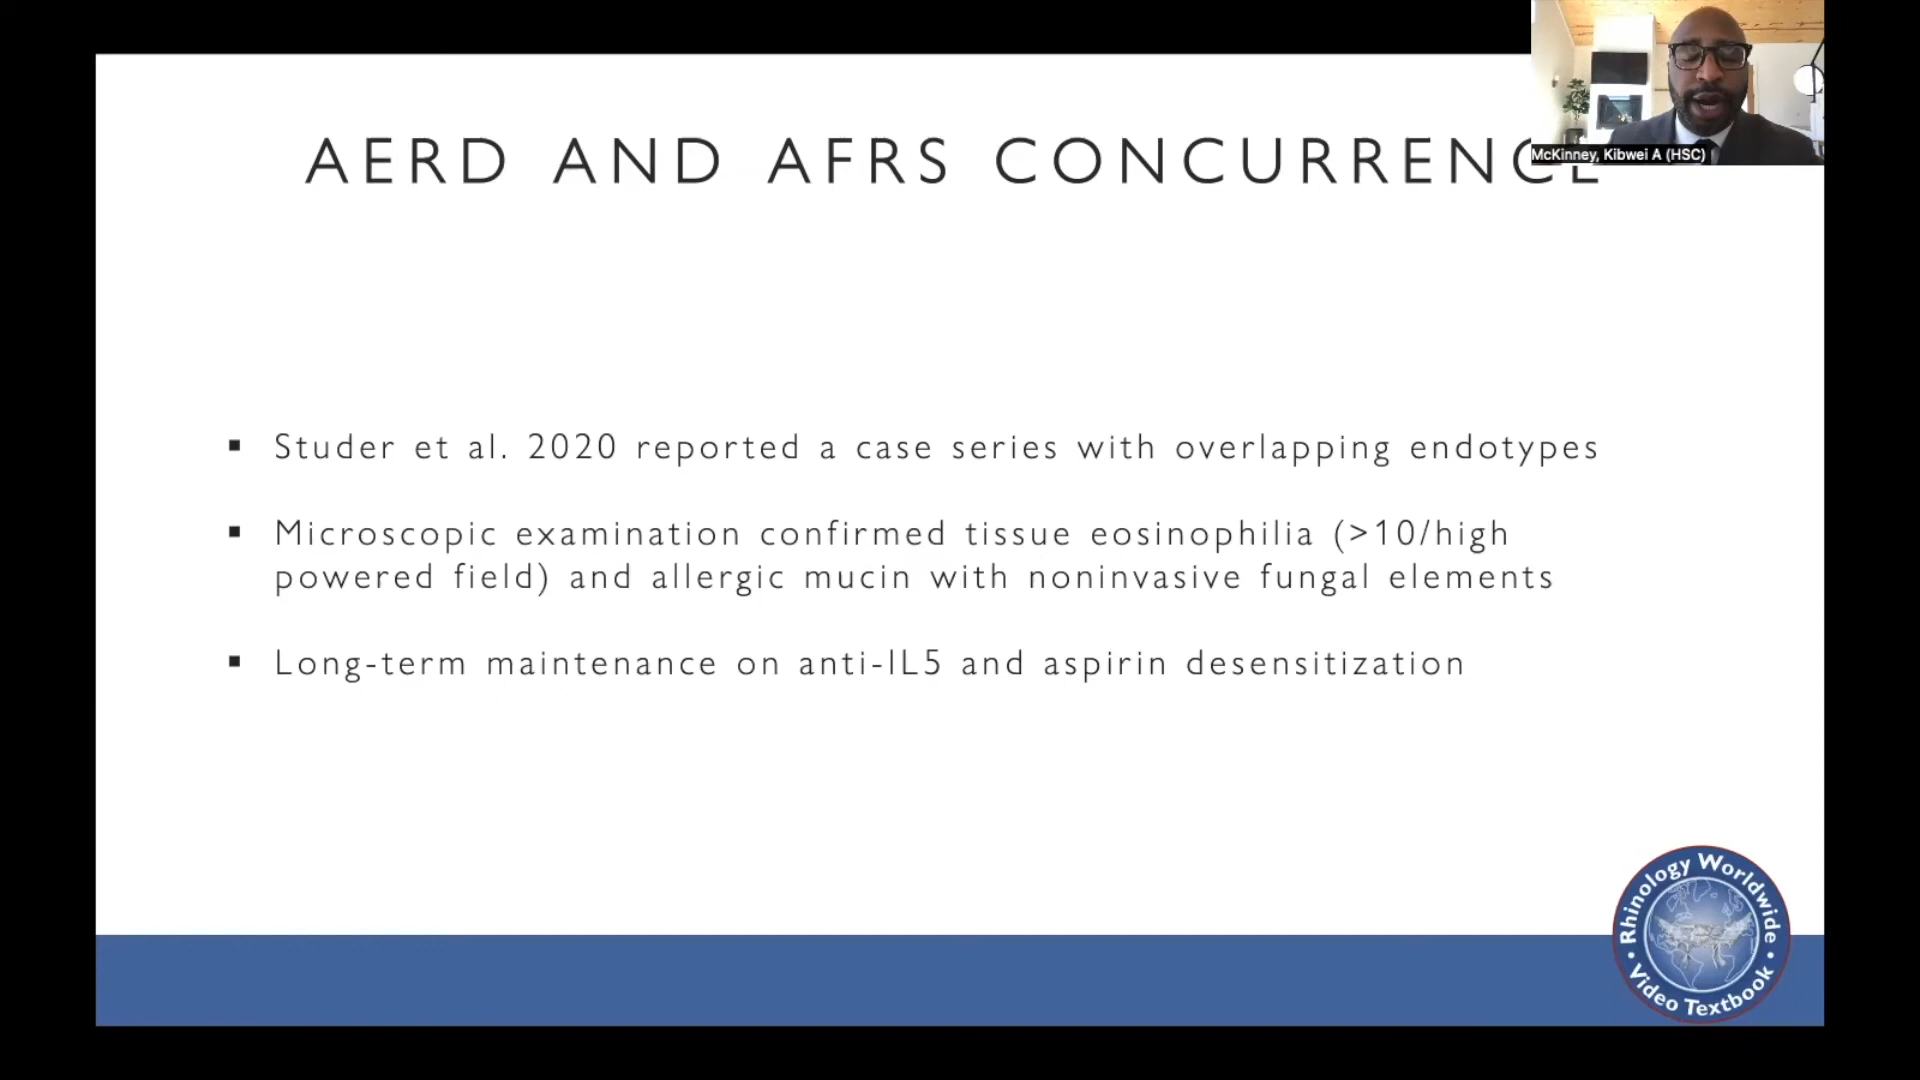 McKinney, Kibwei A (HSC)
AERD AND AFRS CONCURRENCE
▪ Studer et al. 2020 reported a case series with overlapping endotypes
▪ Microscopic examination confirmed tissue eosinophilia (>10/high
powered field) and allergic mucin with noninvasive fungal elements
▪ Long-term maintenance on anti-IL5 and aspirin desensitization
Rhinology Worldwide
• Video Textbook •